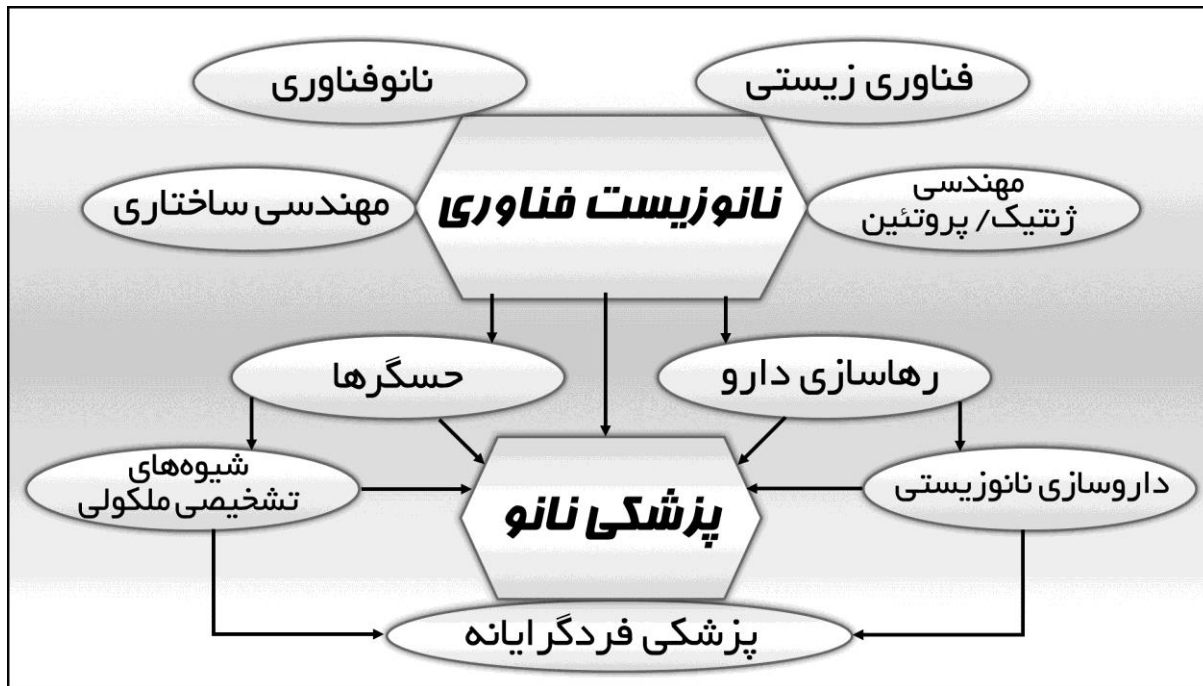 فناوری زیستی
نانوفناوری
نانوزیست فناوری
مهندسی
ژنتیک/ پروتئین
مهندسی ساختاری
رهاسازی دارو
حسگرها
داروسازی نانوزیستی
پزشکی نانو
شیوه‌های
تشخیصی ملکولی
پزشکی فردگرایانه